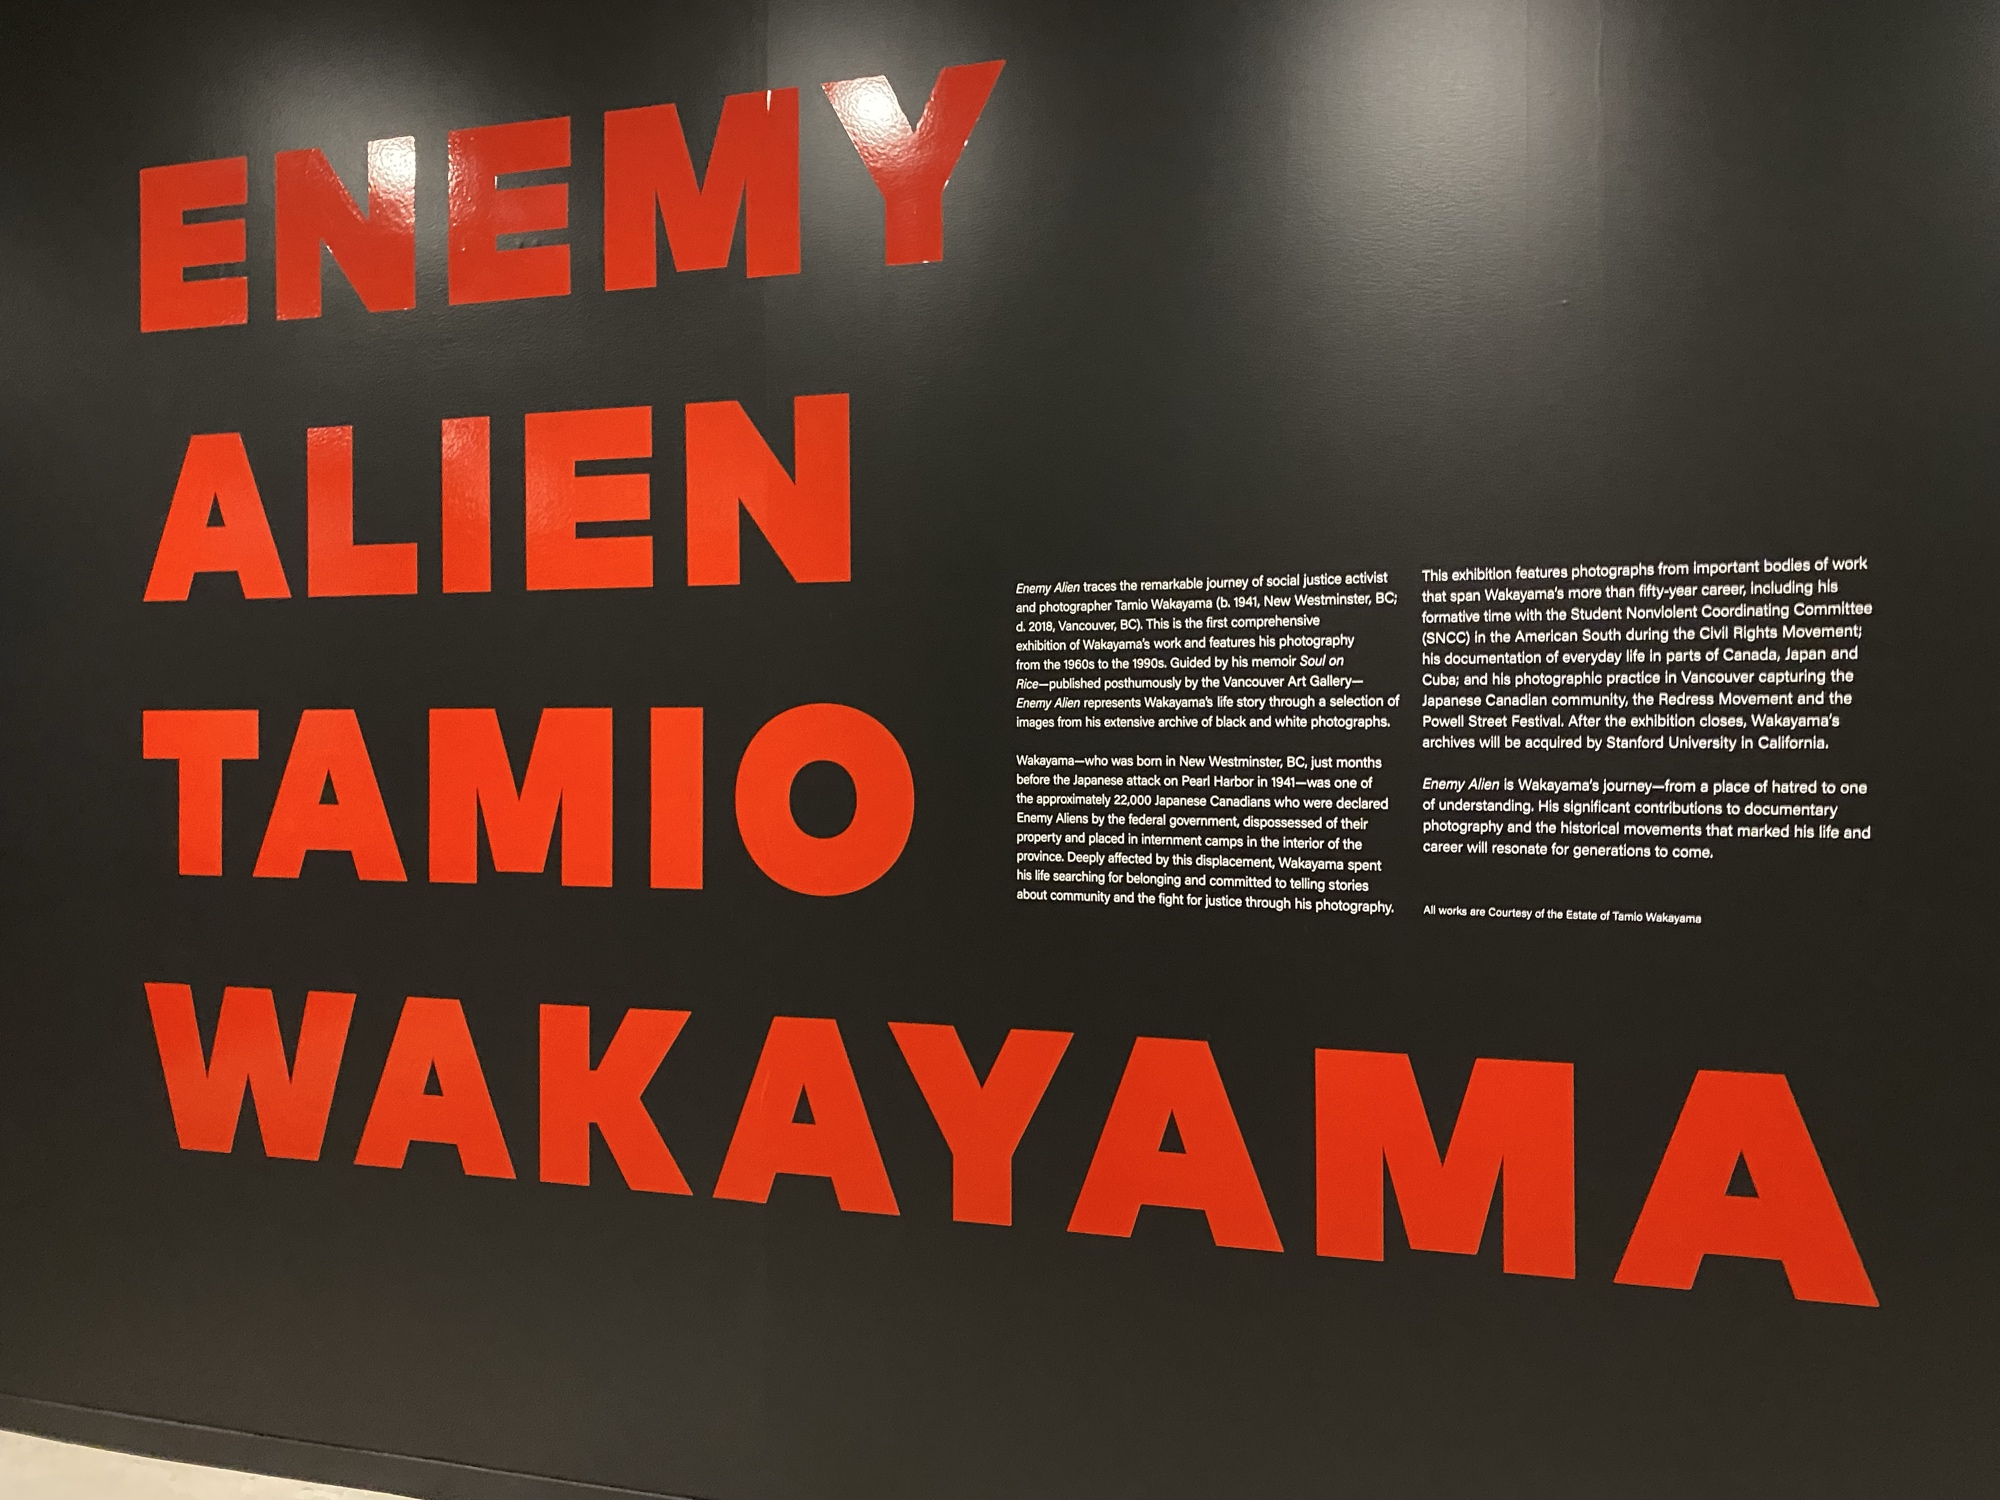 ENEMY
ALIEN
TAMIO
WAKAYAMA
Enemy Alien traces the remarkable journey of social justice activist
and photographer Tamio Wakayama (b. 1941, New Westminster, BC;
d. 2018, Vancouver, BC). This is the first comprehensive
exhibition of Wakayama's work and features his photography
from the 1960s to the 1990s. Guided by his memoir Soul on
Rice—published posthumously by the Vancouver Art Gallery—
Enemy Alien represents Wakayama's life story through a selection of
images from his extensive archive of black and white photographs.
Wakayama—who was born in New Westminster, BC, just months
before the Japanese attack on Pearl Harbor in 1941—was one of
the approximately 22,000 Japanese Canadians who were declared
Enemy Aliens by the federal government, dispossessed of their
property and placed in internment camps in the interior of the
province. Deeply affected by this displacement, Wakayama spent
his life searching for belonging and committed to telling stories
about community and the fight for justice through his photography.
This exhibition features photographs from important bodies of work
that span Wakayama's more than fifty-year career, including his
formative time with the Student Nonviolent Coordinating Committee
(SNCC) in the American South during the Civil Rights Movement;
his documentation of everyday life in parts of Canada, Japan and
Cuba; and his photographic practice in Vancouver capturing the
Japanese Canadian community, the Redress Movement and the
Powell Street Festival. After the exhibition closes, Wakayama's
archives will be acquired by Stanford University in California.
Enemy Alien is Wakayama's journey—from a place of hatred to one
of understanding. His significant contributions to documentary
photography and the historical movements that marked his life and
career will resonate for generations to come.
All works are Courtesy of the Estate of Tamio Wakayama